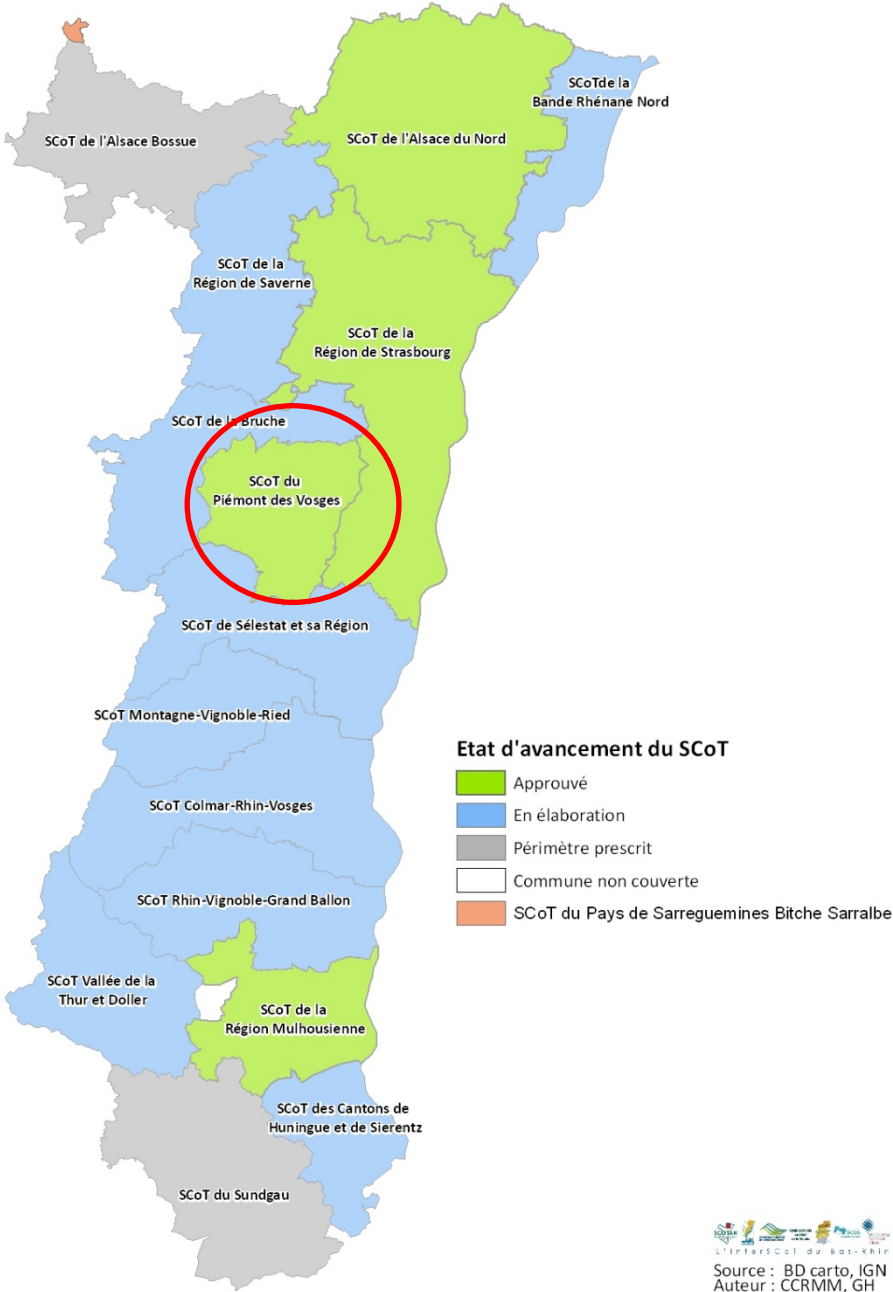 SCoTde la
Bande Rhénane Nord
SCoT de l'Alsace Bossue
SCoT de l'Alsace du Nord
SCoT de la
Région de Saverne
SCoT de la
Région de Strasbourg
SCoT de la Bruche
SCoT du
Piémont des Vosges
SCoT de Sélestat et sa Région
SCoT Montagne-Vignoble-Ried
SCoT Colmar-Rhin-Vosges
SCoT Rhin-Vignoble-Grand Ballon
SCoT Vallée de la
Thur et Doller
SCoT de la
Région Mulhousienne
SCoT des Cantons de
Huningue et de Sierentz
SCoT du Sundgau
Etat d'avancement du SCoT
Approuvé
En élaboration
Périmètre prescrit
Commune non couverte
SCoT du Pays de Sarreguemines Bitche Sarralbe
L'InterSCoT du Bas-Rhin
Source : BD carto, IGN
Auteur : CCRMM, GH